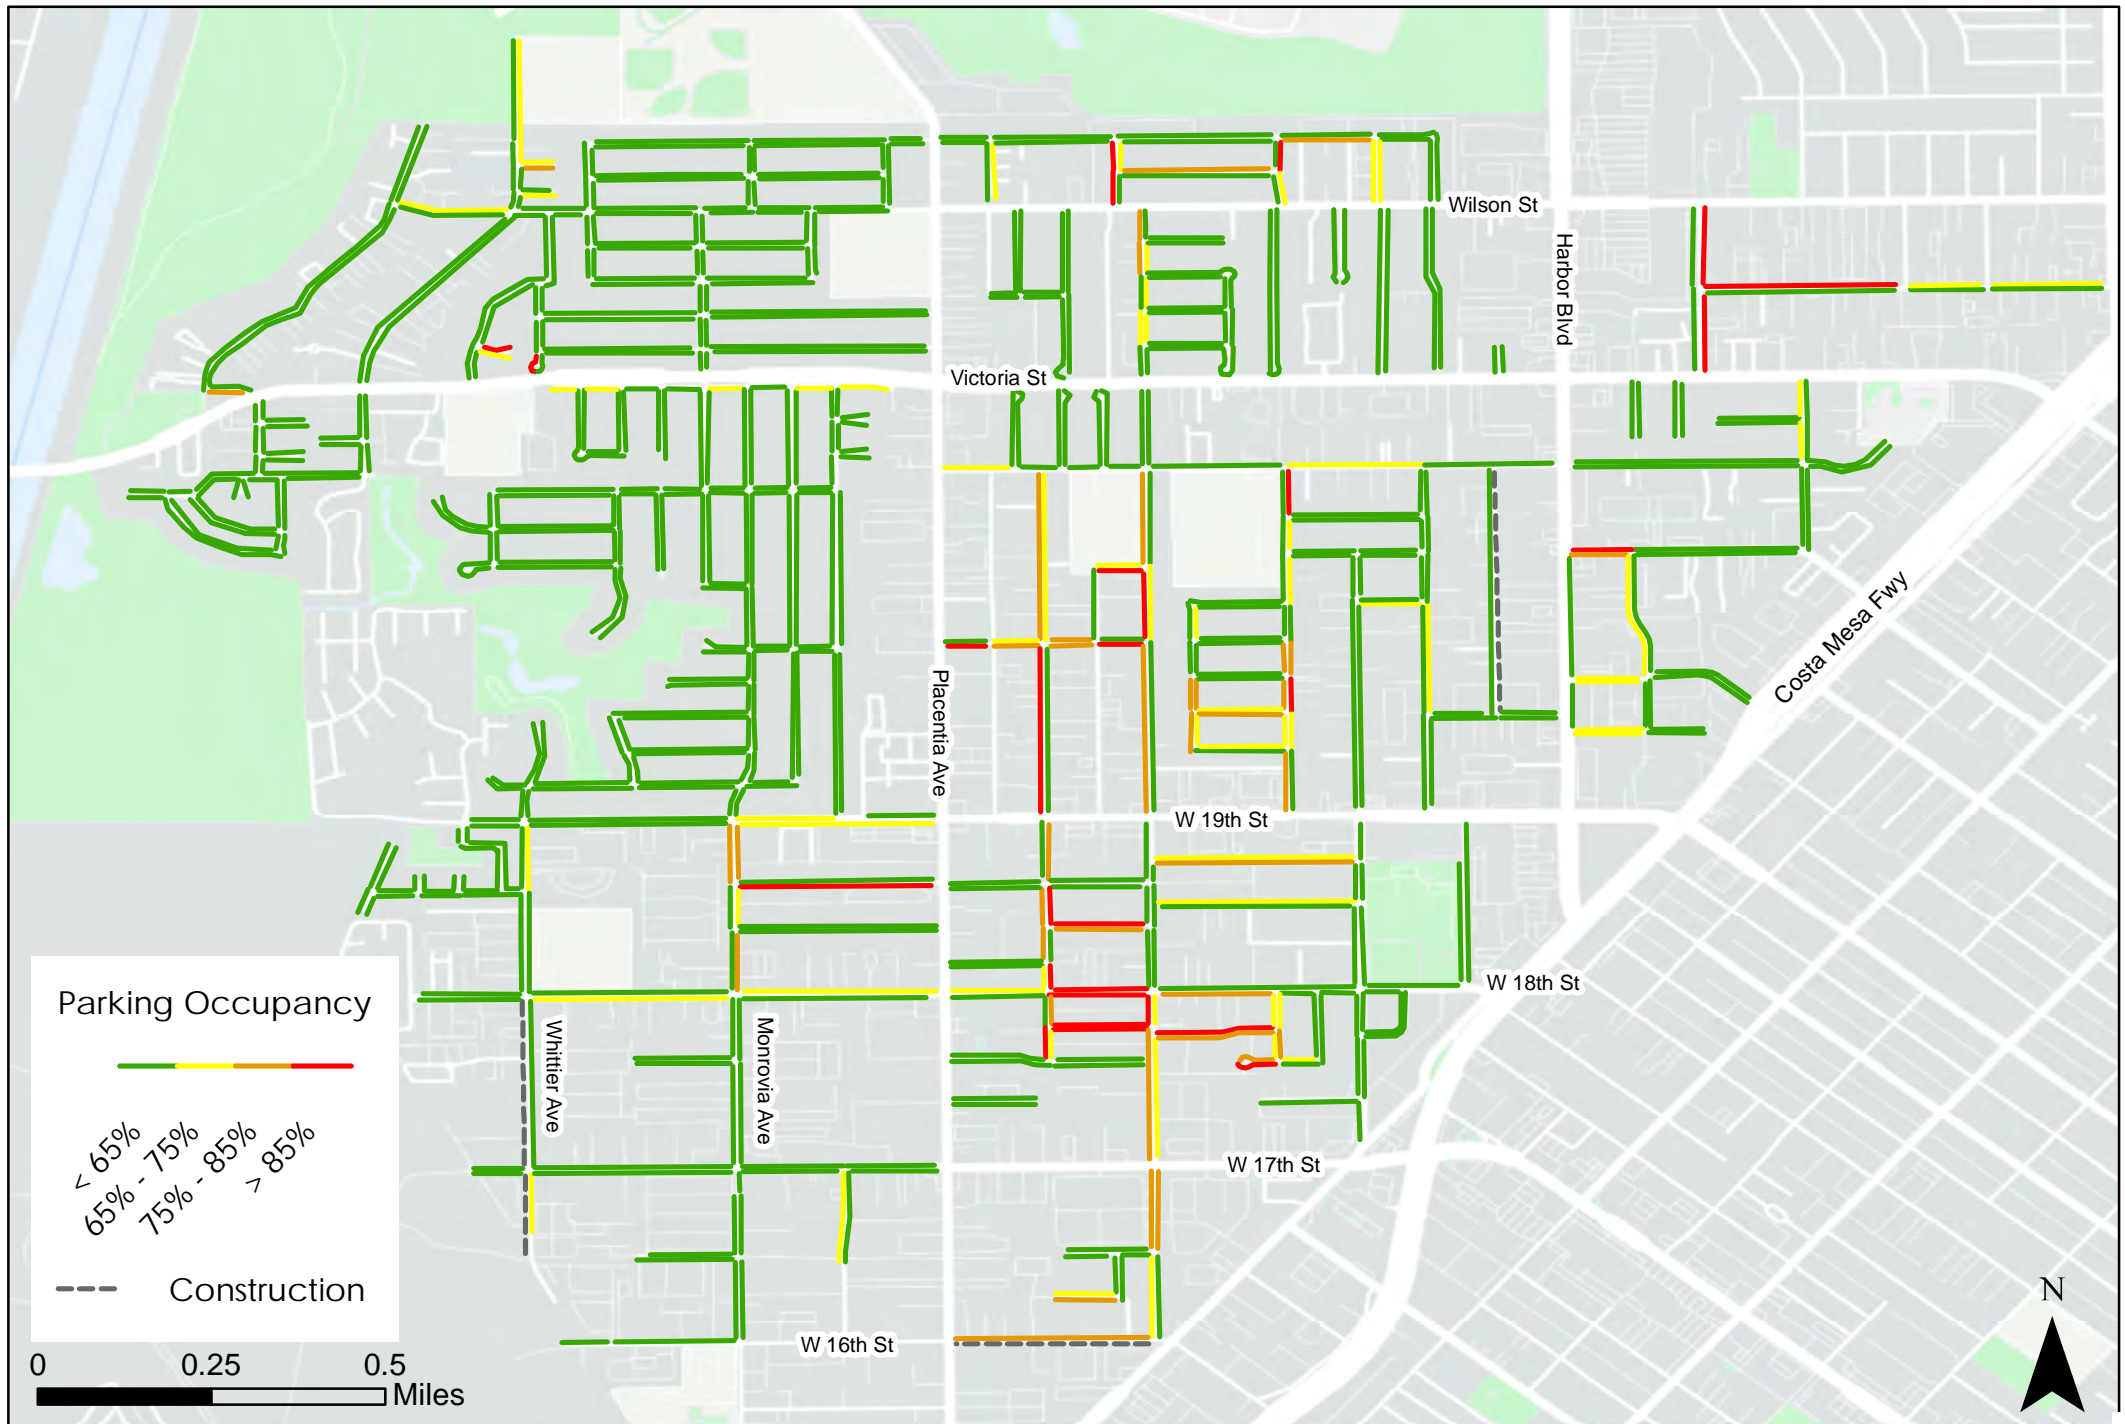 Wilson St
Harbor Blvd
Victoria St
Costa Mesa Fwy
Placentia Ave
W 19th St
W 18th St
Parking Occupancy
< 65%
65% - 75%
75% - 85%
> 85%
Construction
Whittier Ave
Monrovia Ave
W 17th St
W 16th St
N
0 0.25 0.5
Miles